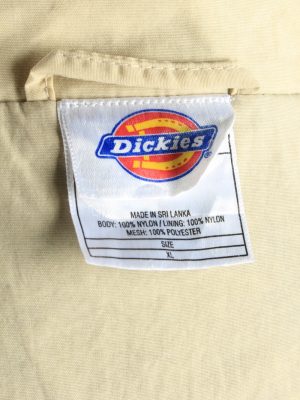 Dickies
®
MADE IN SRI LANKA
BODY: 100% NYLON / LINING: 100% NYLON
MESH: 100% POLYESTER
SIZE
XL